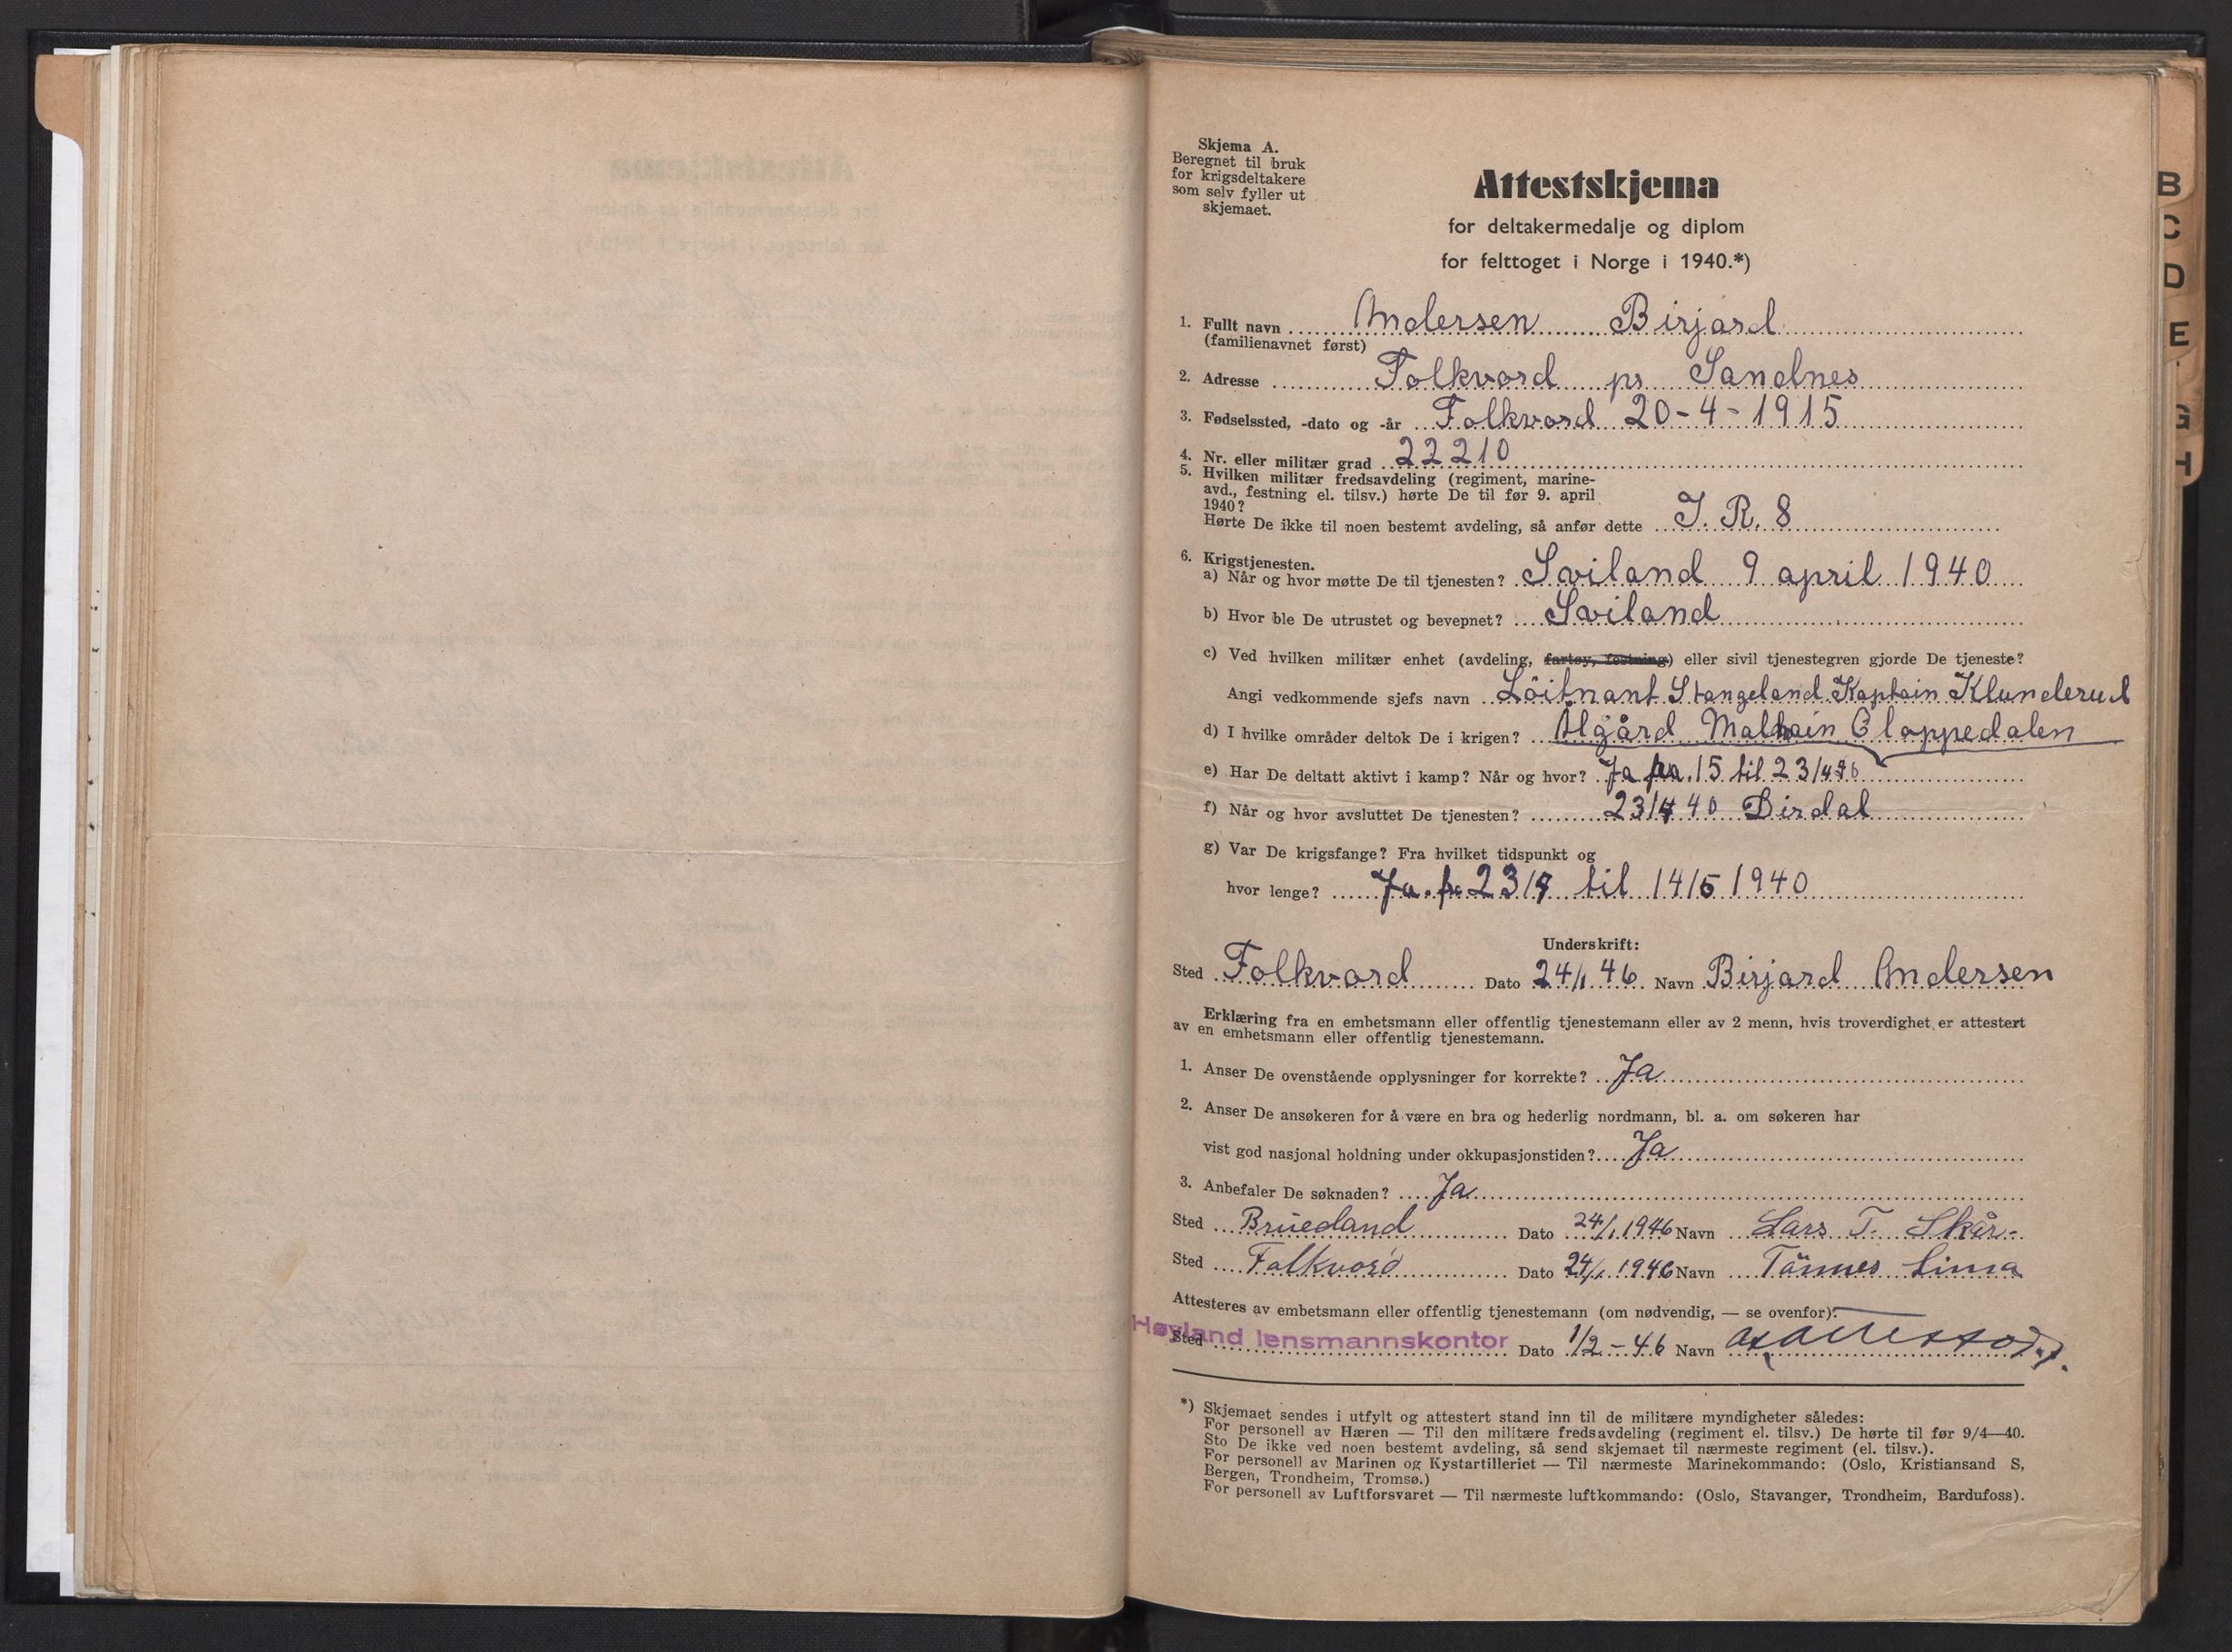 Skjema A.
Beregnet til bruk
for krigsdeltakere
som selv fyller ut
skjemaet.
Attestskjema
for deltakermedalje og diplom
for felttoget i Norge i 1940.*)
1. Fullt navn Andersen Birjard
(familienavnet først)
2. Adresse Folkvord pr Sandnes
3. Fødselssted, -dato og -år Folkvord 20-4-1915
4. Nr. eller militær grad 22210
5. Hvilken militær fredsavdeling (regiment, marine-
avd., festning el. tilsv.) hørte De til før 9. april
1940?
Hørte De ikke til noen bestemt avdeling, så anfør dette I. R. 8
6. Krigstjenesten.
a) Når og hvor møtte De til tjenesten? Sviland 9 april 1940
b) Hvor ble De utrustet og bevepnet? Sviland
c) Ved hvilken militær enhet (avdeling, fartøy, festning) eller sivil tjenestegren gjorde De tjeneste?
Angi vedkommende sjefs navn Löitnant Stangeland Kaptain Klunderud
d) I hvilke områder deltok De i krigen? Ålgård Malmain Oloppedalen
e) Har De deltatt aktivt i kamp? Når og hvor? Ja fra 15 til 23/4 40
f) Når og hvor avsluttet De tjenesten? 23/4 40 Dirdal
g) Var De krigsfange? Fra hvilket tidspunkt og
hvor lenge? Ja. fr 23/4 til 14/5 1940
Underskrift:
Sted Folkvord Dato 24/1 46 Navn Birjard Andersen
Erklæring fra en embetsmann eller offentlig tjenestemann eller av 2 menn, hvis troverdighet er attestert
av en embetsmann eller offentlig tjenestemann.
1. Anser De ovenstående opplysninger for korrekte? Ja
2. Anser De ansøkeren for å være en bra og hederlig nordmann, bl. a. om søkeren har
vist god nasjonal holdning under okkupasjonstiden? Ja
3. Anbefaler De søknaden? Ja
Sted Brueland Dato 24/1 1946 Navn Lars T. Skår
Sted Folkvord Dato 24/1 1946 Navn Tönnes Lima
Attesteres av embetsmann eller offentlig tjenestemann (om nødvendig, — se ovenfor):
Sted Høyland lensmannskontor Dato 1/2-46 Navn
*) Skjemaet sendes i utfylt og attestert stand inn til de militære myndigheter således:
For personell av Hæren — Til den militære fredsavdeling (regiment el. tilsv.) De hørte til før 9/4—40.
Sto De ikke ved noen bestemt avdeling, så send skjemaet til nærmeste regiment (el. tilsv.).
For personell av Marinen og Kystartilleriet — Til nærmeste Marinekommando: (Oslo, Kristiansand S,
Bergen, Trondheim, Tromsø.)
For personell av Luftforsvaret — Til nærmeste luftkommando: (Oslo, Stavanger, Trondheim, Bardufoss).
B
C
D
E
G
H